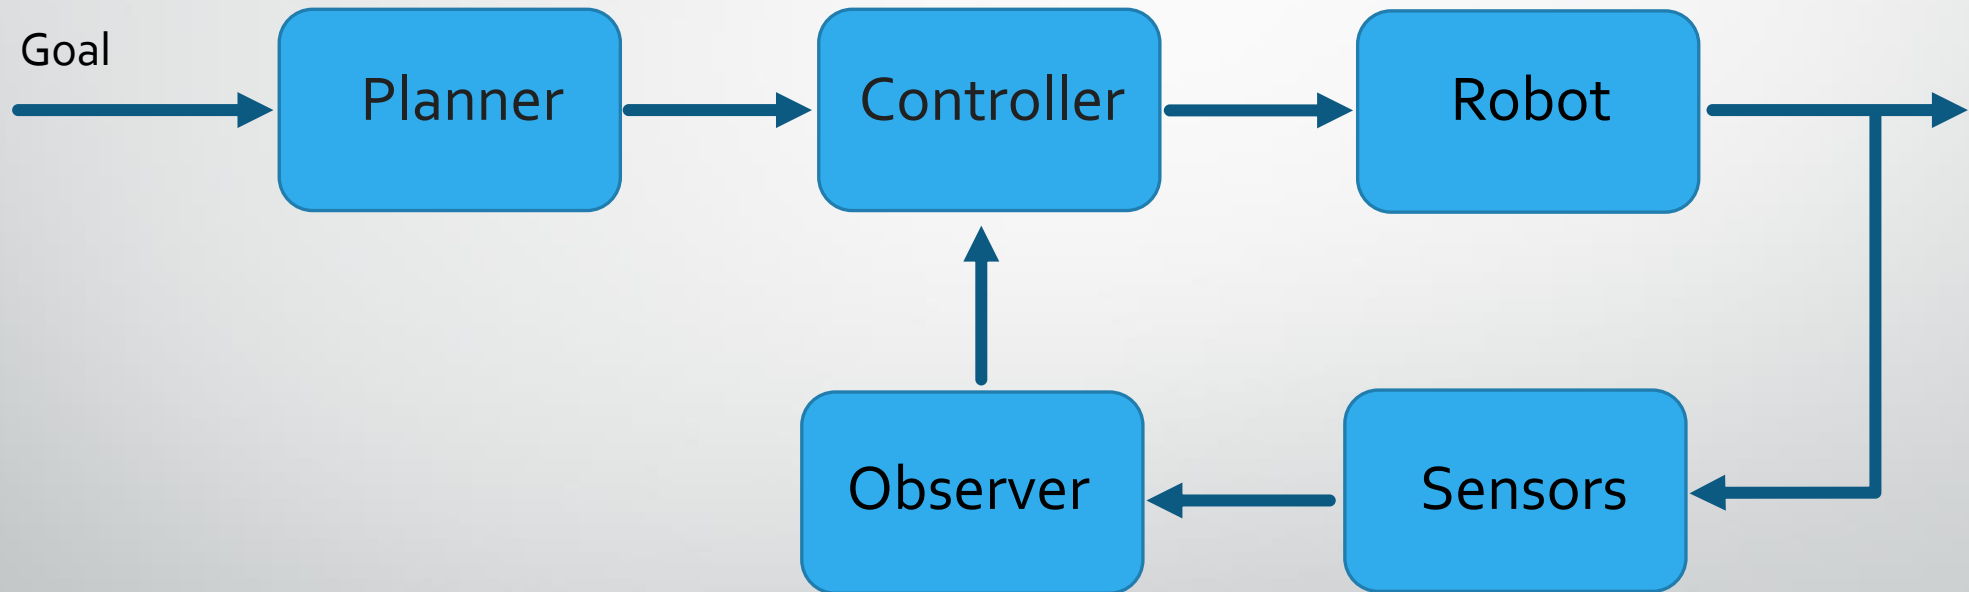 Goal
Planner
Controller
Robot
Observer
Sensors